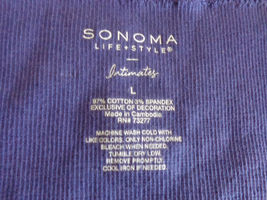 SONOMA
LIFE+STYLE®
Intimates
L
97% COTTON 3% SPANDEX
EXCLUSIVE OF DECORATION
Made in Cambodia
RN# 73277
MACHINE WASH COLD WITH
LIKE COLORS. ONLY NON-CHLORINE
BLEACH WHEN NEEDED.
TUMBLE DRY LOW.
REMOVE PROMPTLY.
COOL IRON IF NEEDED.